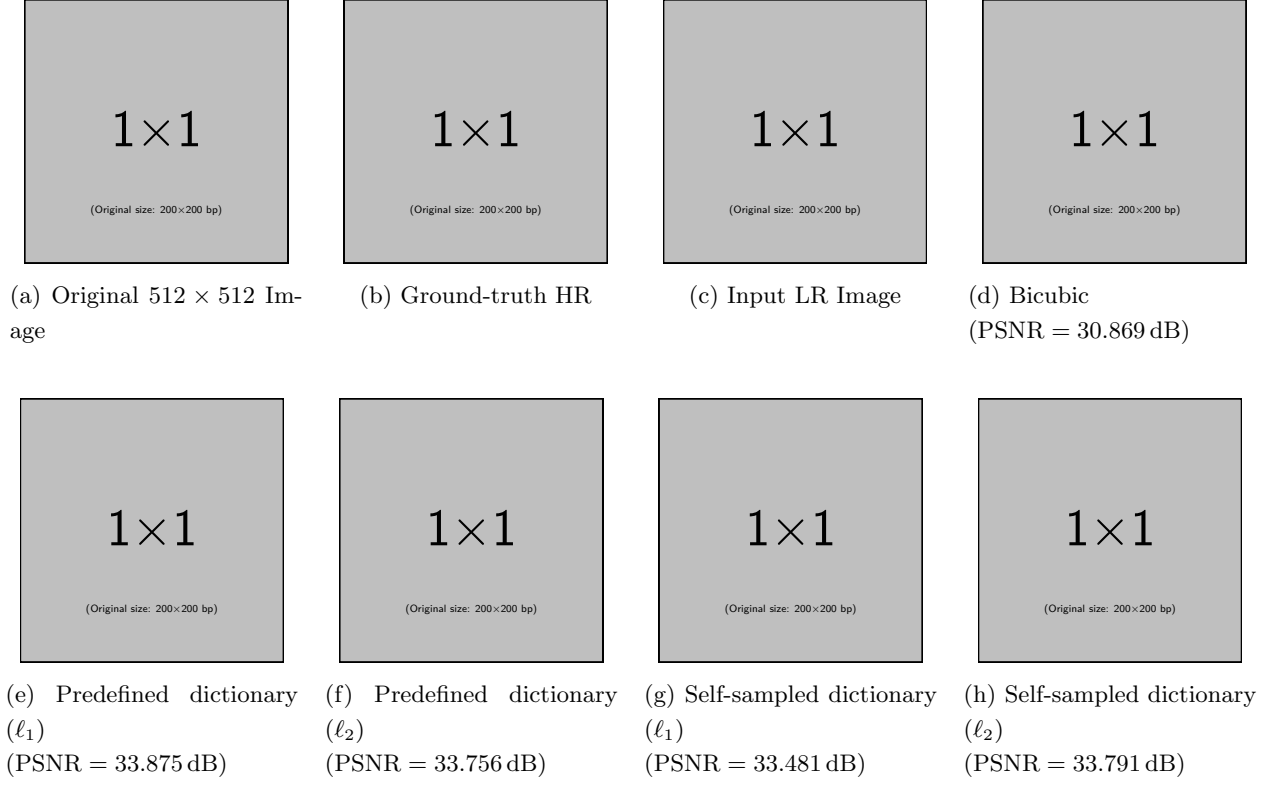 1×1
(Original size: 200×200 bp)
1×1
(Original size: 200×200 bp)
1×1
(Original size: 200×200 bp)
1×1
(Original size: 200×200 bp)
(a) Original 512 × 512 Im-
age
(b) Ground-truth HR
(c) Input LR Image
(d) Bicubic
(PSNR = 30.869 dB)
1×1
(Original size: 200×200 bp)
1×1
(Original size: 200×200 bp)
1×1
(Original size: 200×200 bp)
1×1
(Original size: 200×200 bp)
(e) Predefined dictionary
(ℓ₁)
(PSNR = 33.875 dB)
(f) Predefined dictionary
(ℓ₂)
(PSNR = 33.756 dB)
(g) Self-sampled dictionary
(ℓ₁)
(PSNR = 33.481 dB)
(h) Self-sampled dictionary
(ℓ₂)
(PSNR = 33.791 dB)